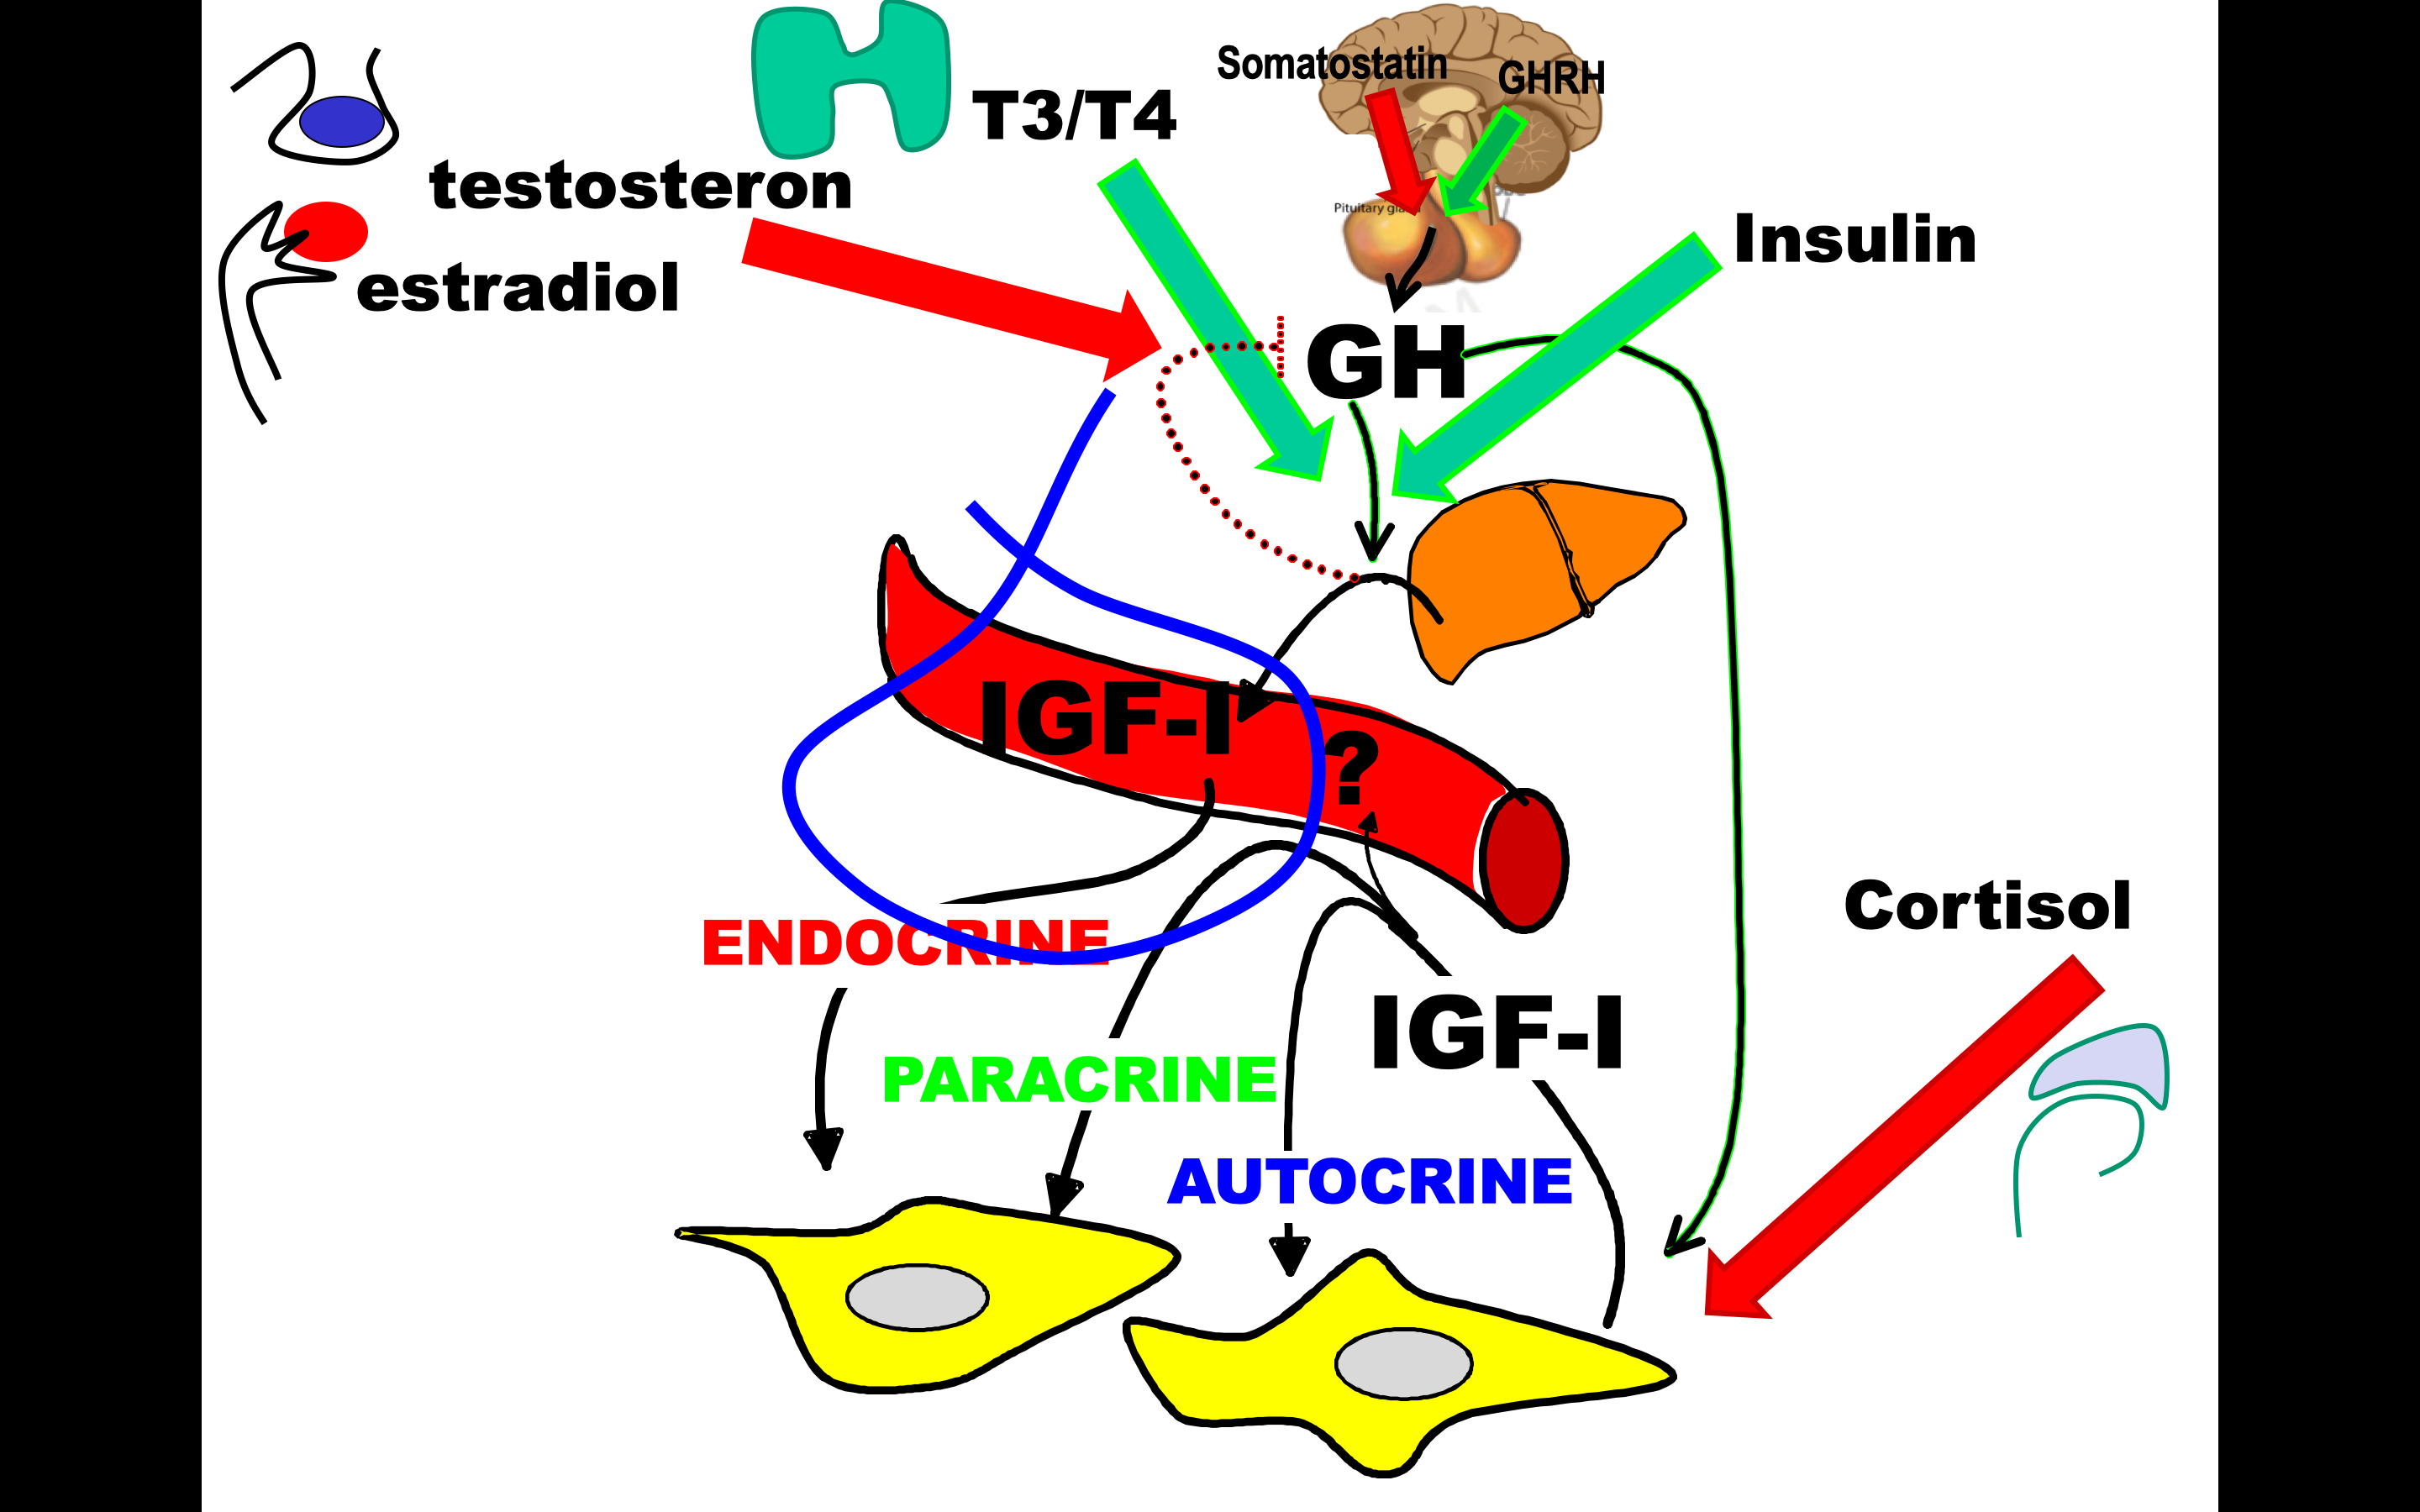 Somatostatin
GHRH
T3/T4
testosteron
estradiol
Insulin
GH
IGF-I
?
Cortisol
ENDOCRINE
IGF-I
PARACRINE
AUTOCRINE